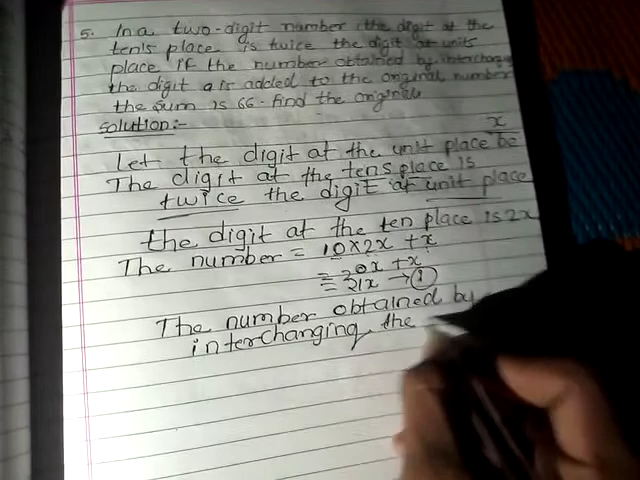 5. In a two-digit number the digit at the
ten's place is twice the digit at units
place if the number obtained by interchang
the digit a is added to the original number
the sum is 66. find the original
Solution:-
x
Let the digit at the unit place be
The digit at the tens place is
twice the digit at unit place
the digit at the ten place is 2x
The number = 10×2x + x
= 20x + x
= 21x → ①
The number obtained by
interchanging the